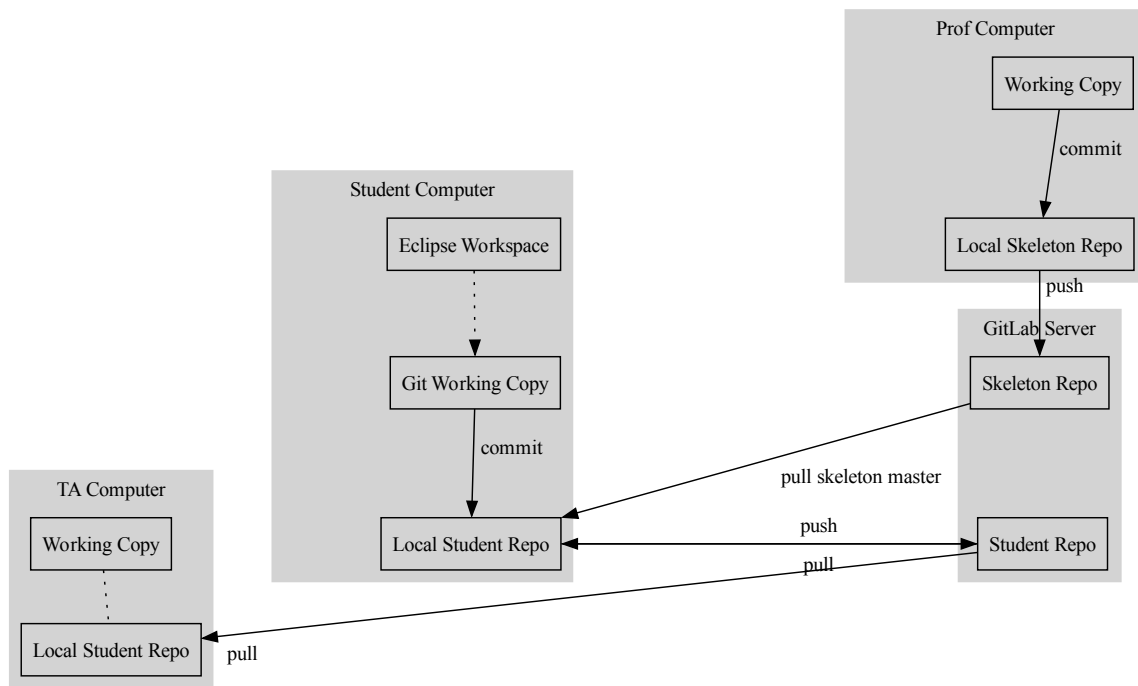 Prof Computer
Working Copy
commit
Local Skeleton Repo
push
Student Computer
Eclipse Workspace
Git Working Copy
commit
Local Student Repo
GitLab Server
Skeleton Repo
pull skeleton master
push
Student Repo
pull
TA Computer
Working Copy
Local Student Repo
pull